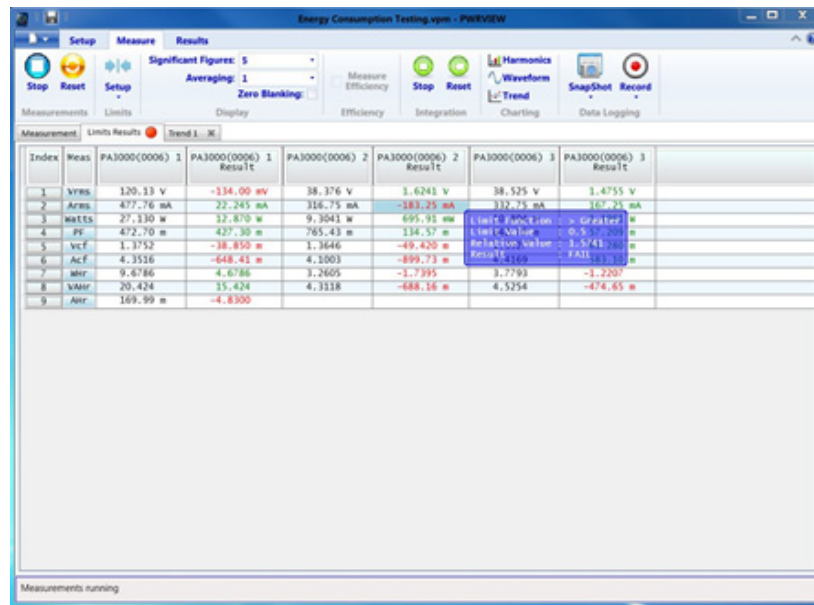 Energy Consumption Testing.vpm - PWRVIEW
Setup Measure Results
Stop Reset Setup Significant Figures: 5 Measure Efficiency Stop Reset Harmonics SnapShot Record
Averaging: 1 Waveform
Zero Blanking: Trend
Measurements Limits Display Efficiency Integration Charting Data Logging
Measurement Limits Results Trend 1
Index Meas PA3000(0006) 1 PA3000(0006) 1 Result PA3000(0006) 2 PA3000(0006) 2 Result PA3000(0006) 3 PA3000(0006) 3 Result
1 Vrms 120.13 V -134.00 mV 38.376 V 1.6241 V 38.525 V 1.4755 V
2 Arms 477.76 mA 22.245 mA 316.75 mA -183.25 mA 332.75 mA 167.25 mA
3 Watts 27.130 W 12.870 W 9.3041 W 695.91 mW W
4 PF 472.70 m 427.30 m 765.43 m 134.57 m
5 Vcf 1.3752 -38.850 m 1.3646 -49.420 m
6 Acf 4.3516 -648.41 m 4.1003 -899.73 m
7 WHr 9.6786 4.6786 3.2605 -1.7395 3.7793 -1.2207
8 VAHr 20.424 15.424 4.3118 -688.16 m 4.5254 -474.65 m
9 AHr 169.99 m -4.8300
Limit Function : > Greater
Limit Value : 0.5
Relative Value :
Result : FAIL
Measurements running